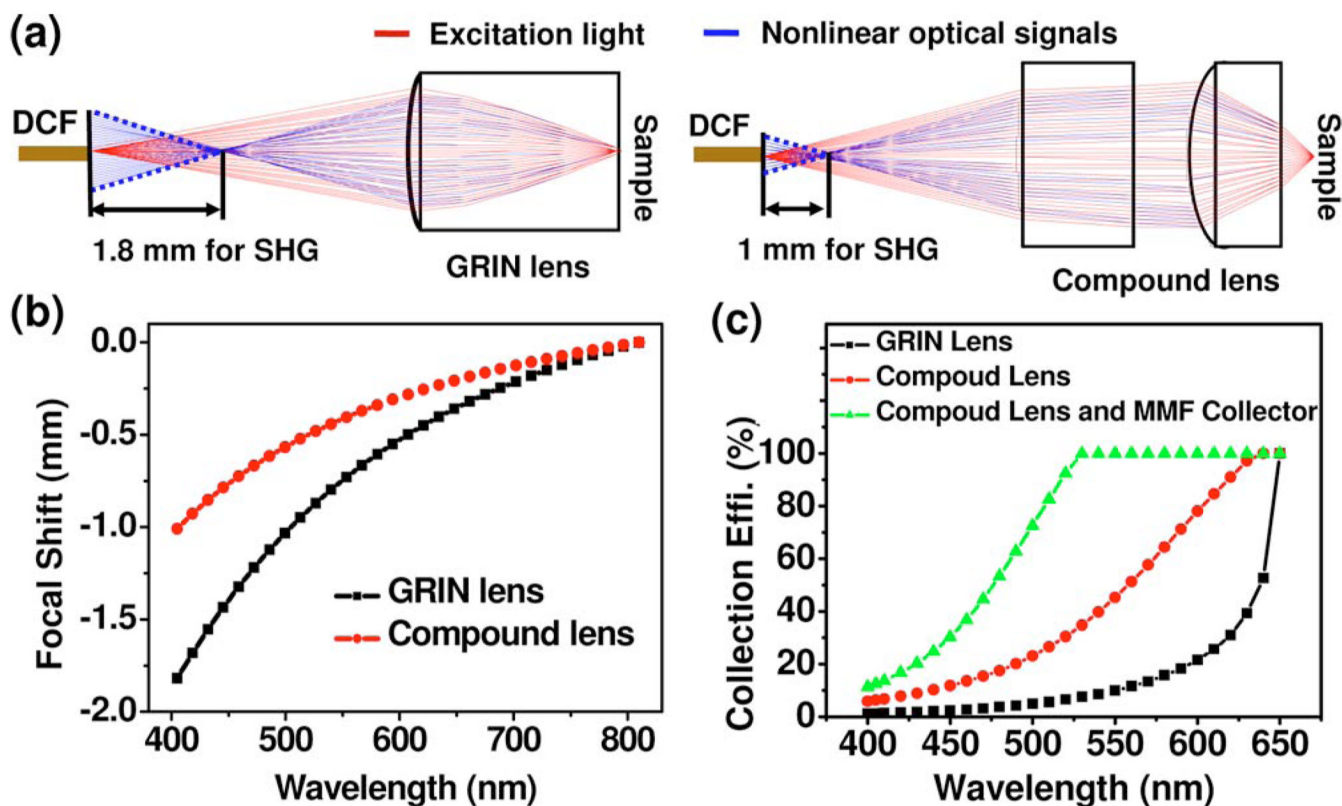 (a)
Excitation light
Nonlinear optical signals
DCF
Sample
1.8 mm for SHG
GRIN lens
DCF
Sample
1 mm for SHG
Compound lens
(b)
0.0
-0.5
-1.0
-1.5
-2.0
Focal Shift (mm)
GRIN lens
Compound lens
400 500 600 700 800
Wavelength (nm)
(c)
GRIN Lens
Compoud Lens
Compoud Lens and MMF Collector
100
80
60
40
20
0
Collection Effi. (%)
400 450 500 550 600 650
Wavelength (nm)